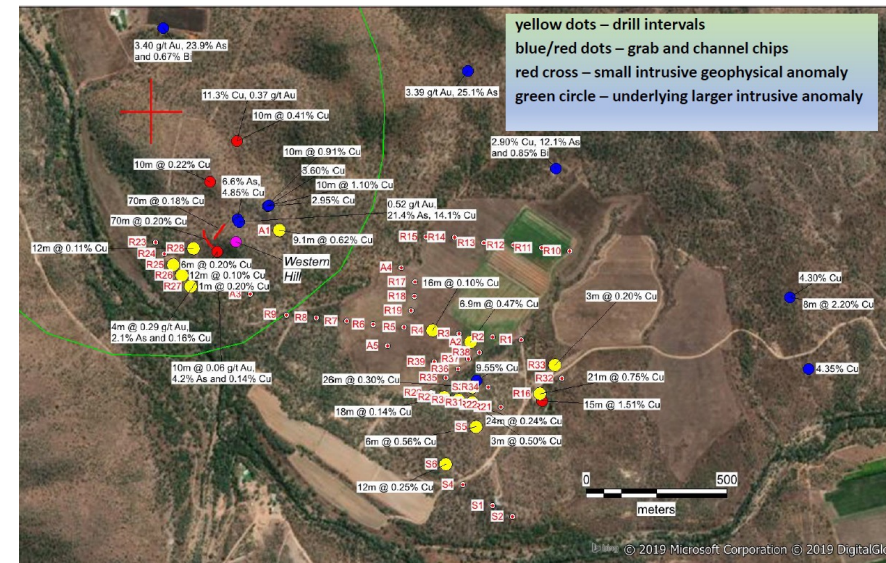 yellow dots – drill intervals
blue/red dots – grab and channel chips
red cross – small intrusive geophysical anomaly
green circle – underlying larger intrusive anomaly
3.40 g/t Au, 23.9% As
and 0.67% Bi
3.39 g/t Au, 25.1% As
11.3% Cu, 0.37 g/t Au
10m @ 0.41% Cu
2.90% Cu, 12.1% As
and 0.85% Bi
10m @ 0.91% Cu
10m @ 0.22% Cu
3.60% Cu
6.6% As,
4.85% Cu
10m @ 1.10% Cu
2.95% Cu
70m @ 0.18% Cu
0.52 g/t Au,
21.4% As, 14.1% Cu
70m @ 0.20% Cu
A1
9.1m @ 0.62% Cu
R15
R14
R13
R12
R11
R10
R23
R28
12m @ 0.11% Cu
R24
R25
6m @ 0.20% Cu
Western
Hill
A4
R26
12m @ 0.10% Cu
R17
16m @ 0.10% Cu
4.30% Cu
R27
1m @ 0.20% Cu
A3
R18
6.9m @ 0.47% Cu
3m @ 0.20% Cu
8m @ 2.20% Cu
R19
R9
R8
R7
R6
R5
R4
R3
4m @ 0.29 g/t Au,
2.1% As and 0.16% Cu
A2
R2
R1
A5
R38
R37
R39
R36
R33
10m @ 0.06 g/t Au,
4.2% As and 0.14% Cu
9.55% Cu
4.35% Cu
R35
R32
21m @ 0.75% Cu
26m @ 0.30% Cu
R34
R16
R31
R22
R21
15m @ 1.51% Cu
18m @ 0.14% Cu
24m @ 0.24% Cu
S5
6m @ 0.56% Cu
3m @ 0.50% Cu
S6
12m @ 0.25% Cu
S4
S1
S2
0
500
meters
© 2019 Microsoft Corporation © 2019 DigitalGlo